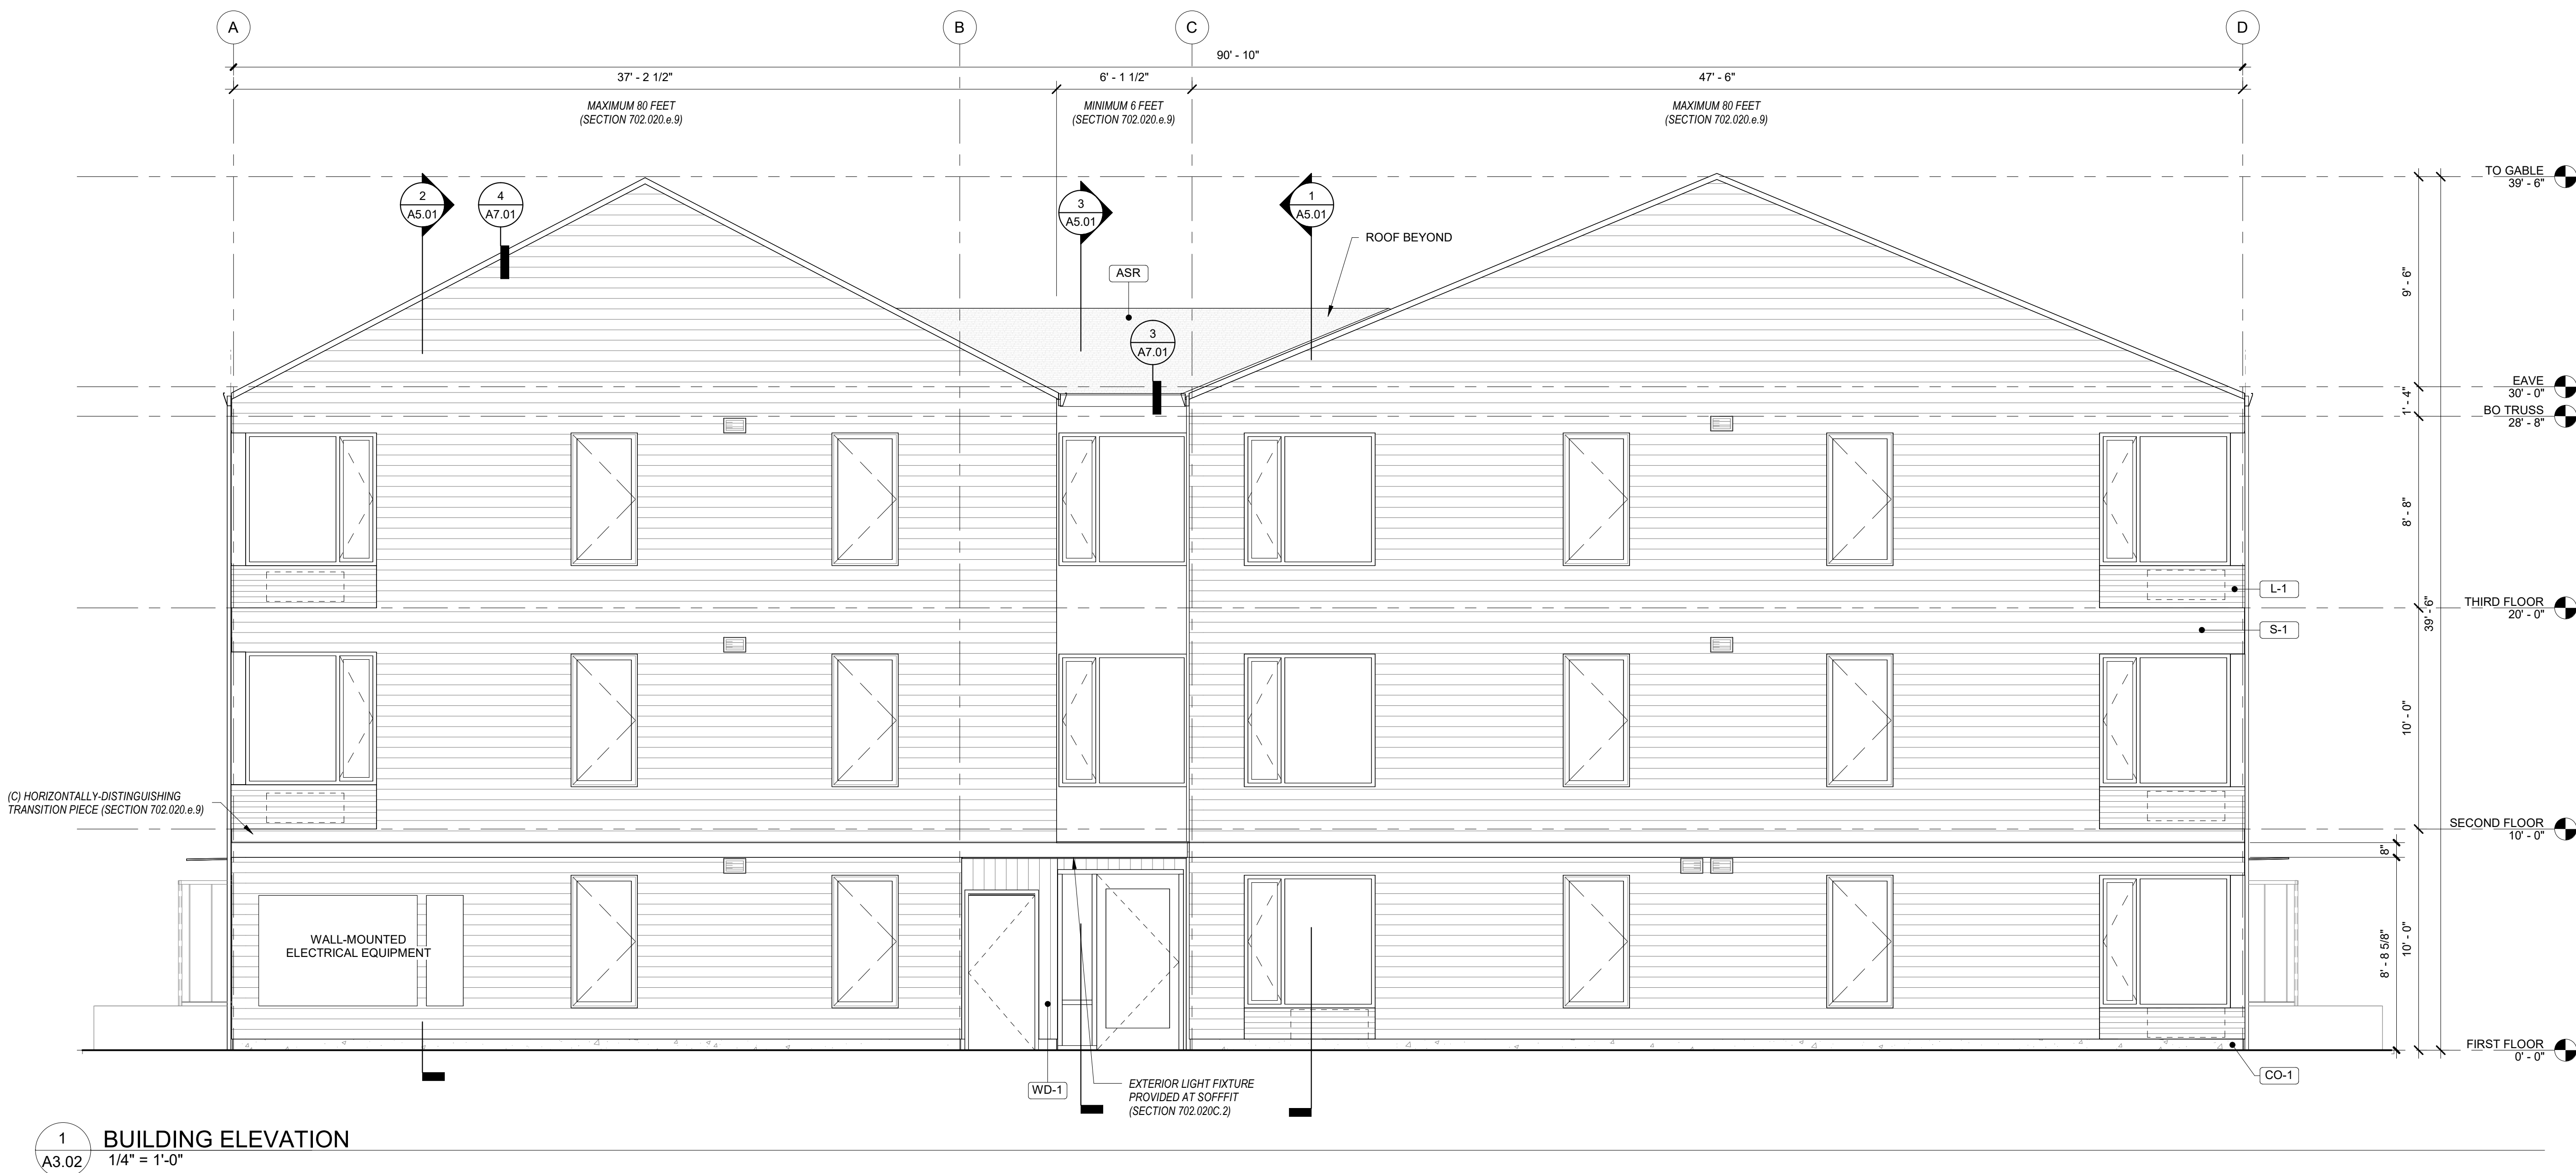 A
B
C
D
90' - 10"
37' - 2 1/2"
6' - 1 1/2"
47' - 6"
MAXIMUM 80 FEET
(SECTION 702.020.e.9)
MINIMUM 6 FEET
(SECTION 702.020.e.9)
MAXIMUM 80 FEET
(SECTION 702.020.e.9)
TO GABLE
39' - 6"
2
A5.01
4
A7.01
3
A5.01
1
A5.01
ROOF BEYOND
ASR
9' - 6"
3
A7.01
EAVE
30' - 0"
1' - 4"
BO TRUSS
28' - 8"
8' - 8"
L-1
THIRD FLOOR
20' - 0"
39' - 6"
S-1
10' - 0"
(C) HORIZONTALLY-DISTINGUISHING
TRANSITION PIECE (SECTION 702.020.e.9)
SECOND FLOOR
10' - 0"
8"
WALL-MOUNTED
ELECTRICAL EQUIPMENT
8' - 8 5/8"
10' - 0"
FIRST FLOOR
0' - 0"
CO-1
WD-1
EXTERIOR LIGHT FIXTURE
PROVIDED AT SOFFFIT
(SECTION 702.020C.2)
1
A3.02
BUILDING ELEVATION
1/4" = 1'-0"